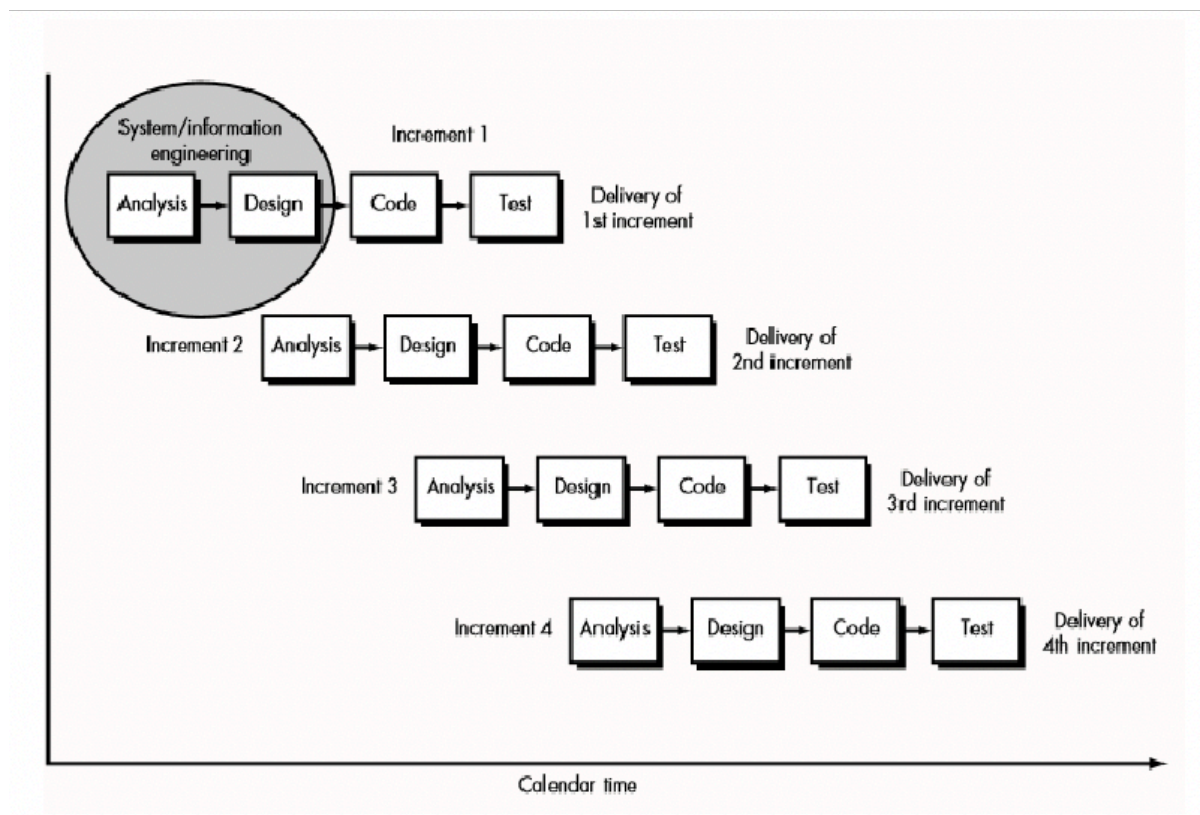 System/information
engineering
Increment 1
Analysis
Design
Code
Test
Delivery of
1st increment
Increment 2
Analysis
Design
Code
Test
Delivery of
2nd increment
Increment 3
Analysis
Design
Code
Test
Delivery of
3rd increment
Increment 4
Analysis
Design
Code
Test
Delivery of
4th increment
Calendar time